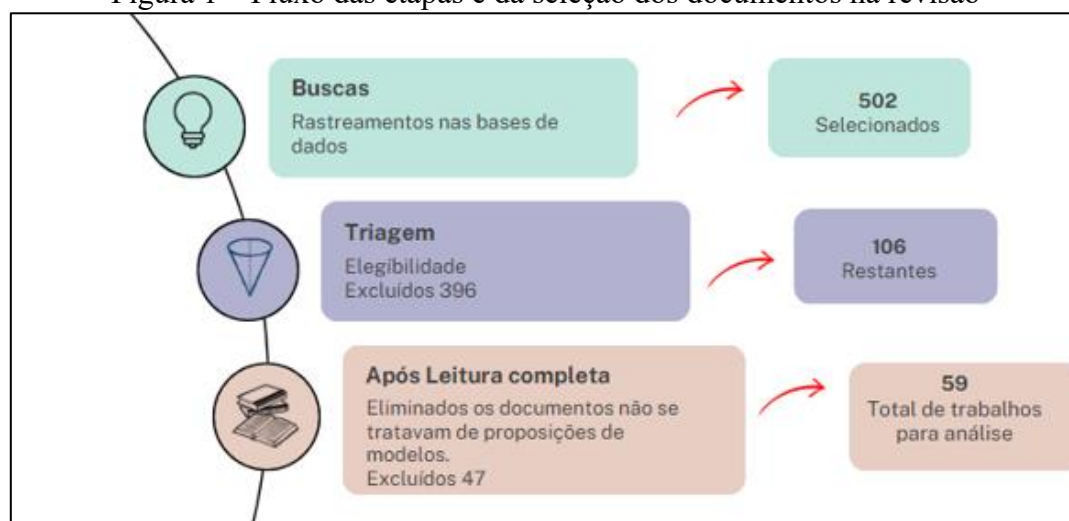 Figura 1 – Fluxo das etapas e da seleção dos documentos na revisão
Buscas
Rastreamentos nas bases de
dados
502
Selecionados
Triagem
Elegíbilidade
Excluídos 396
106
Restantes
Após Leitura completa
Eliminados os documentos não se
tratavam de proposições de
modelos.
Excluídos 47
59
Total de trabalhos
para análise